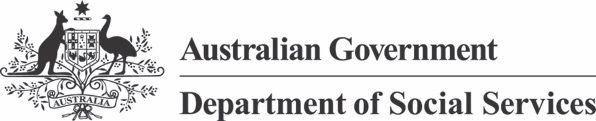 Australian Government
AUSTRALIA
Department of Social Services